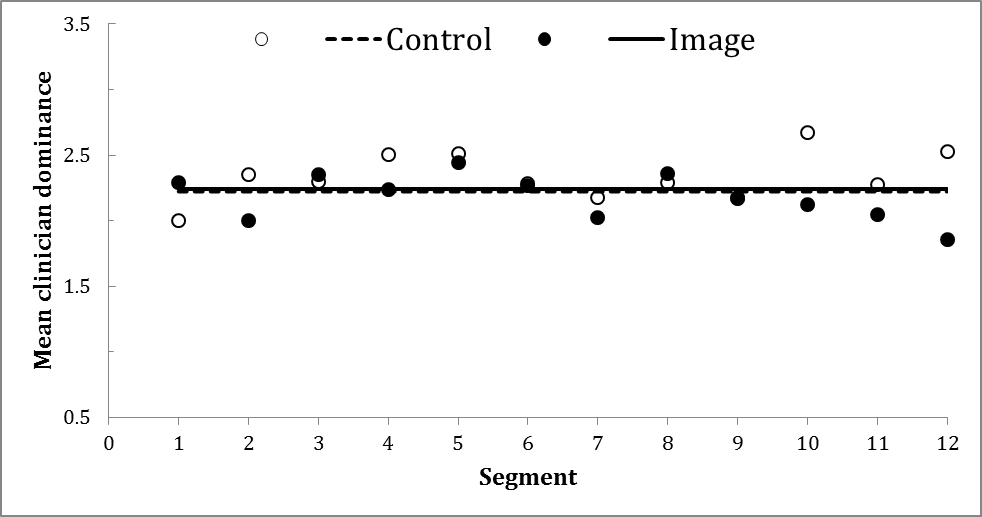 Control Image
3.5
2.5
1.5
0.5
Mean clinician dominance
0 1 2 3 4 5 6 7 8 9 10 11 12
Segment